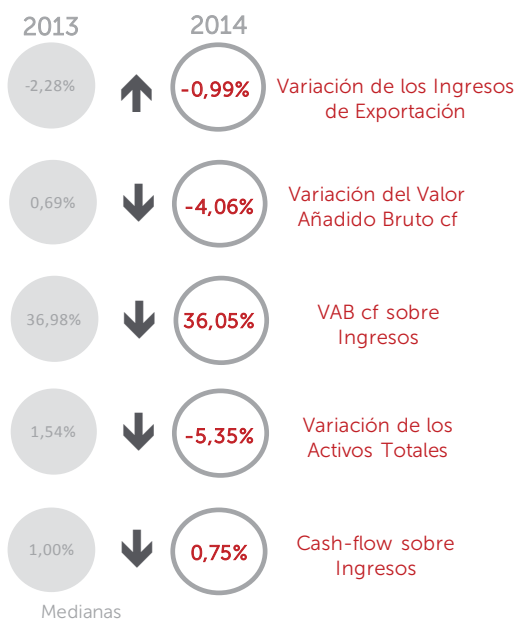 2013
2014
-2,28%
-0,99%
Variación de los Ingresos
de Exportación
0,69%
-4,06%
Variación del Valor
Añadido Bruto cf
36,98%
36,05%
VAB cf sobre
Ingresos
1,54%
-5,35%
Variación de los
Activos Totales
1,00%
0,75%
Cash-flow sobre
Ingresos
Medianas